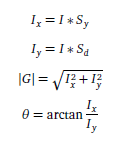 I_x = I * S_y
I_y = I * S_d
|G| = √(I_x^2 + I_y^2)
θ = arctan I_x / I_y